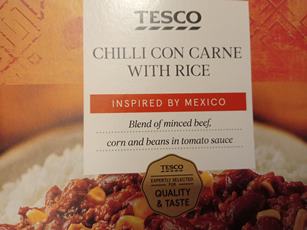 TESCO
CHILLI CON CARNE
WITH RICE
INSPIRED BY MEXICO
Blend of minced beef,
corn and beans in tomato sauce
TESCO
EXPERTLY SELECTED
FOR
QUALITY
& TASTE